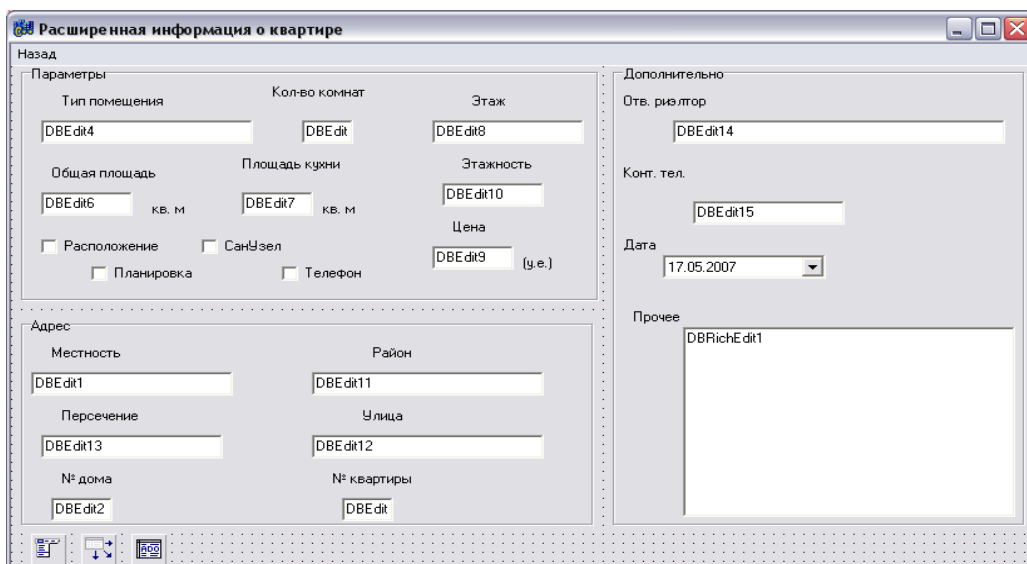 Расширенная информация о квартире
Назад
Параметры
Тип помещения
Кол-во комнат
Этаж
DBEdit4
DBEdit
DBEdit8
Общая площадь
Площадь кухни
Этажность
DBEdit6
кв. м
DBEdit7
кв. м
DBEdit10
Цена
DBEdit9
(у.е.)
Расположение
СанУзел
Планировка
Телефон
Адрес
Местность
Район
DBEdit1
DBEdit11
Персечение
Улица
DBEdit13
DBEdit12
№ дома
№ квартиры
DBEdit2
DBEdit
Дополнительно
Отв. риэлтор
DBEdit14
Конт. тел.
DBEdit15
Дата
17.05.2007
Прочее
DBRichEdit1
ADO